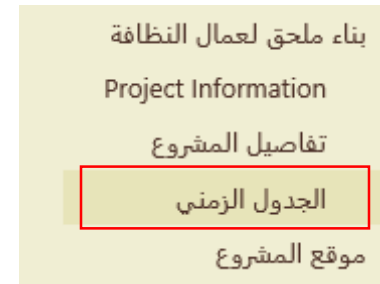 بناء ملحق لعمال النظافة
Project Information
تفاصيل المشروع
الجدول الزمني
موقع المشروع